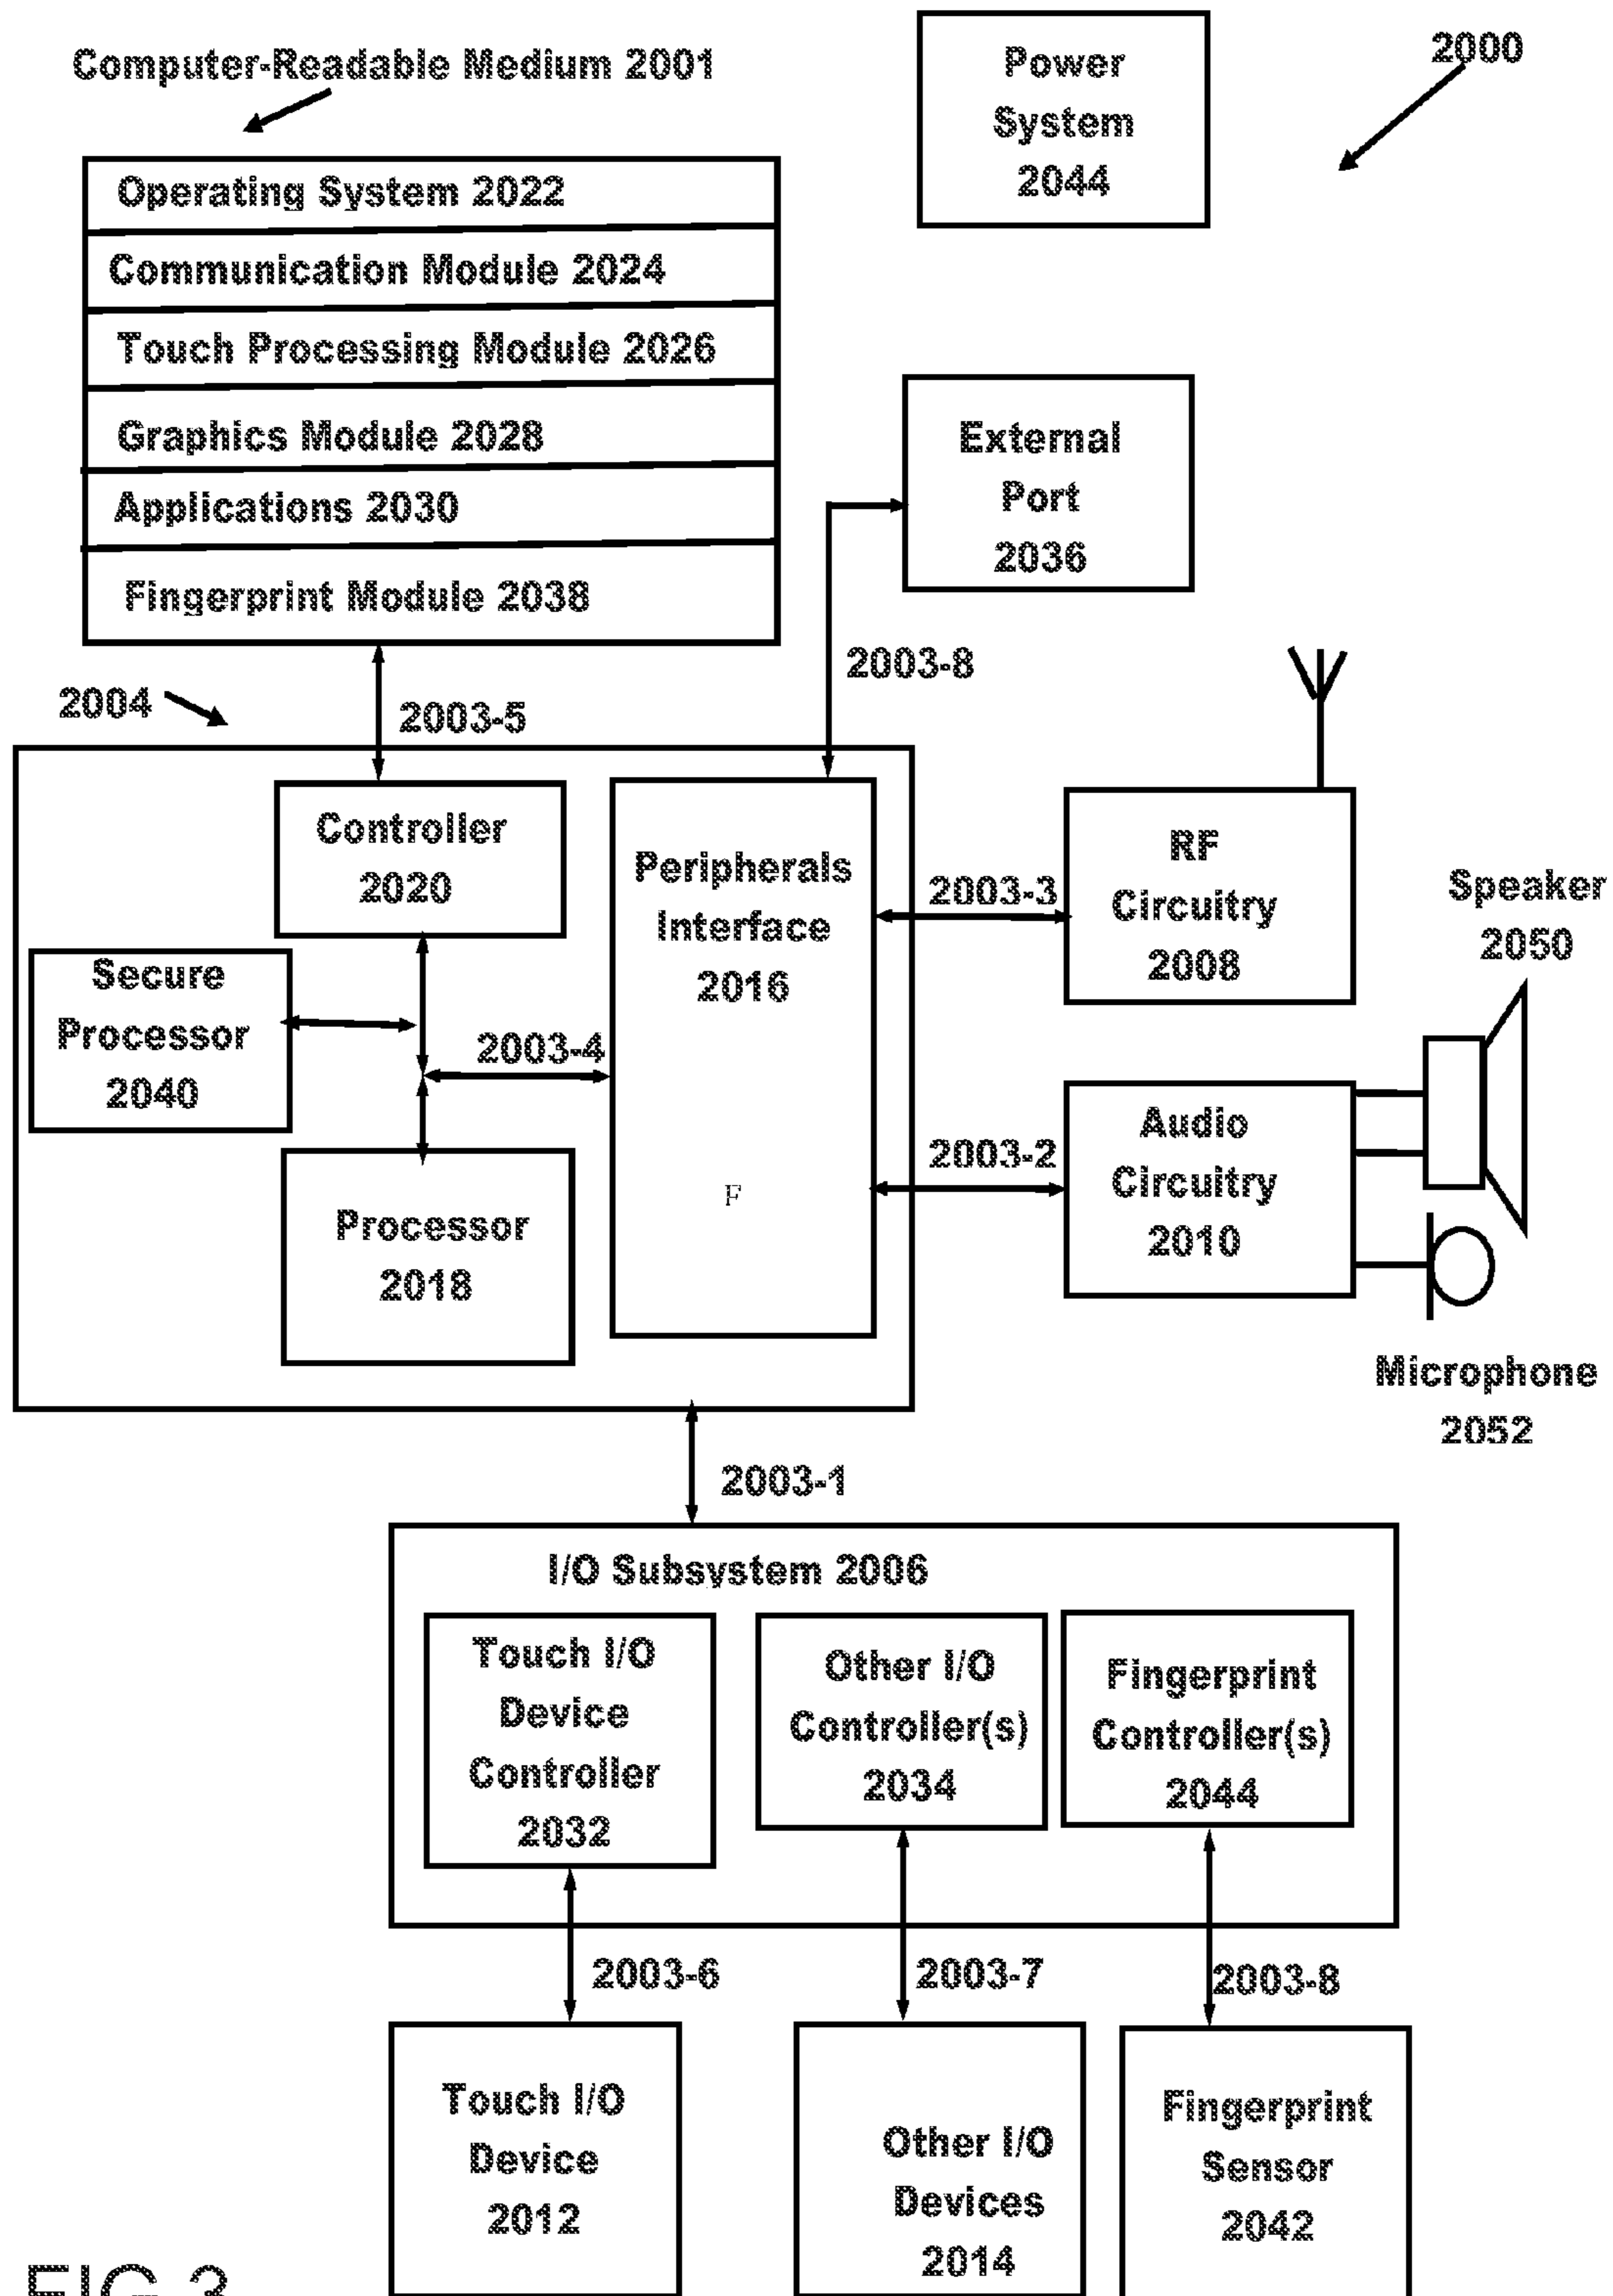 Computer-Readable Medium 2001
Power
System
2044
2000
Operating System 2022
Communication Module 2024
Touch Processing Module 2026
Graphics Module 2028
Applications 2030
Fingerprint Module 2038
External
Port
2036
2003-8
2004
2003-5
Controller
2020
Peripherals
Interface
2016
F
Secure
Processor
2040
2003-4
Processor
2018
2003-3
RF
Circuitry
2008
Speaker
2050
2003-2
Audio
Circuitry
2010
Microphone
2052
2003-1
I/O Subsystem 2006
Touch I/O
Device
Controller
2032
Other I/O
Controller(s)
2034
Fingerprint
Controller(s)
2044
2003-6
2003-7
2003-8
Touch I/O
Device
2012
Other I/O
Devices
2014
Fingerprint
Sensor
2042
FIG 3